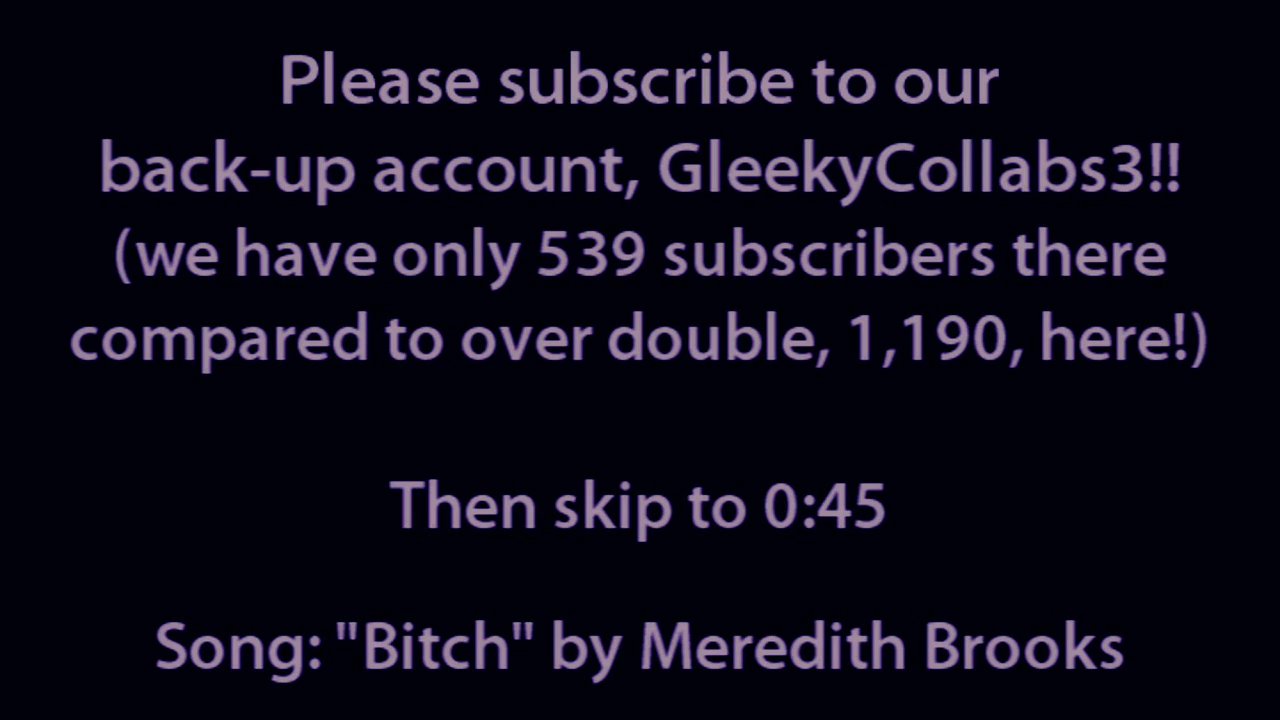 Please subscribe to our
back-up account, GleekyCollabs3!!
(we have only 539 subscribers there
compared to over double, 1,190, here!)
Then skip to 0:45
Song: "Bitch" by Meredith Brooks